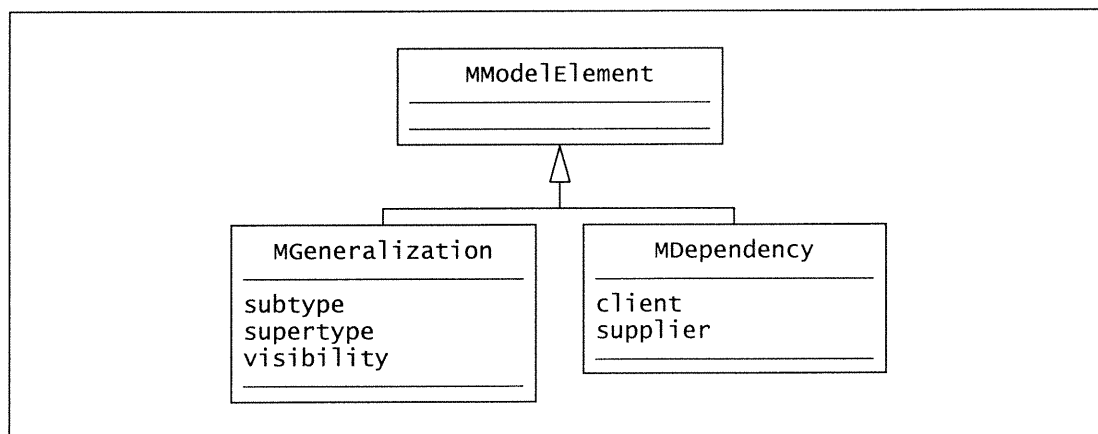 MModelElement
MGeneralization
subtype
supertype
visibility
MDependency
client
supplier